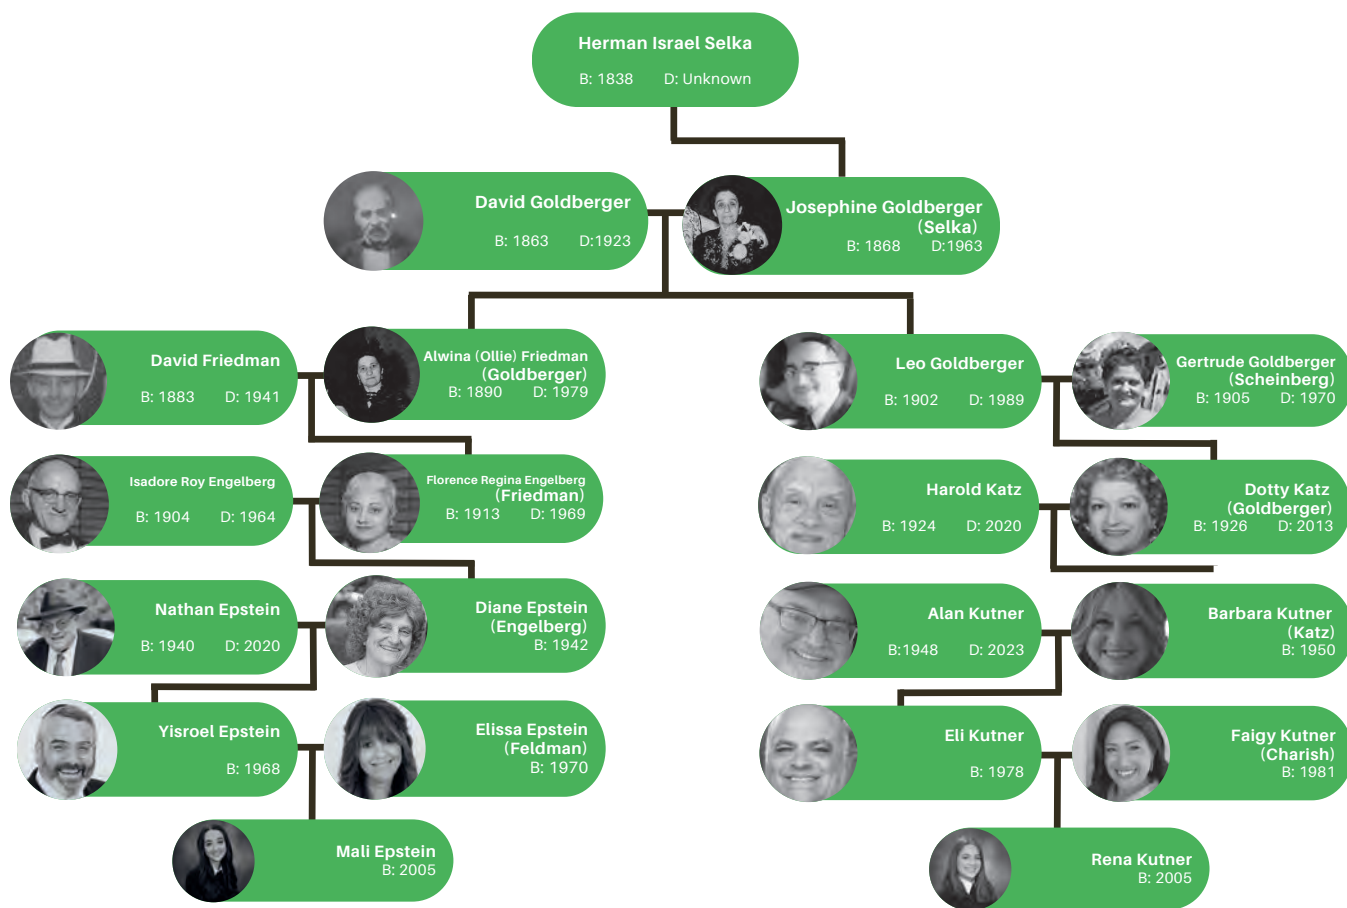 Herman Israel Selka
B: 1838 D: Unknown
David Goldberger
B: 1863 D:1923
Josephine Goldberger
(Selka)
B: 1868 D:1963
David Friedman
B: 1883 D: 1941
Alwina (Ollie) Friedman
(Goldberger)
B: 1890 D: 1979
Leo Goldberger
B: 1902 D: 1989
Gertrude Goldberger
(Scheinberg)
B: 1905 D: 1970
Isadore Roy Engelberg
B: 1904 D: 1964
Florence Regina Engelberg
(Friedman)
B: 1913 D: 1969
Harold Katz
B: 1924 D: 2020
Dotty Katz
(Goldberger)
B: 1926 D: 2013
Nathan Epstein
B: 1940 D: 2020
Diane Epstein
(Engelberg)
B: 1942
Alan Kutner
B:1948 D: 2023
Barbara Kutner
(Katz)
B: 1950
Yisroel Epstein
B: 1968
Elissa Epstein
(Feldman)
B: 1970
Eli Kutner
B: 1978
Faigy Kutner
(Charish)
B: 1981
Mali Epstein
B: 2005
Rena Kutner
B: 2005